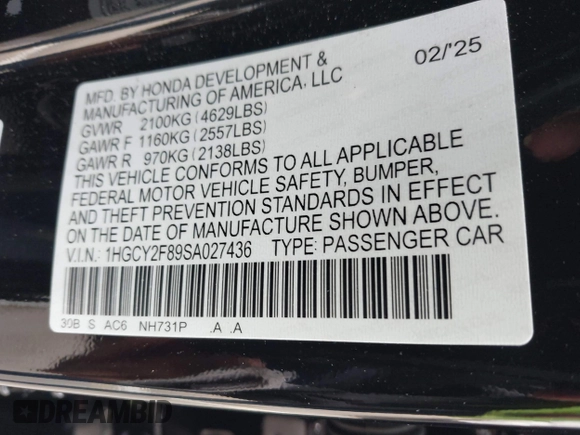 02/'25
MFD. BY HONDA DEVELOPMENT &
MANUFACTURING OF AMERICA, LLC
GVWR 2100KG (4629LBS)
GAWR F 1160KG (2557LBS)
GAWR R 970KG (2138LBS)
THIS VEHICLE CONFORMS TO ALL APPLICABLE
FEDERAL MOTOR VEHICLE SAFETY, BUMPER,
AND THEFT PREVENTION STANDARDS IN EFFECT
ON THE DATE OF MANUFACTURE SHOWN ABOVE.
V.I.N.: 1HGCY2F89SA027436 TYPE: PASSENGER CAR
30B S AC6 NH731P .A .A
DREAMBID